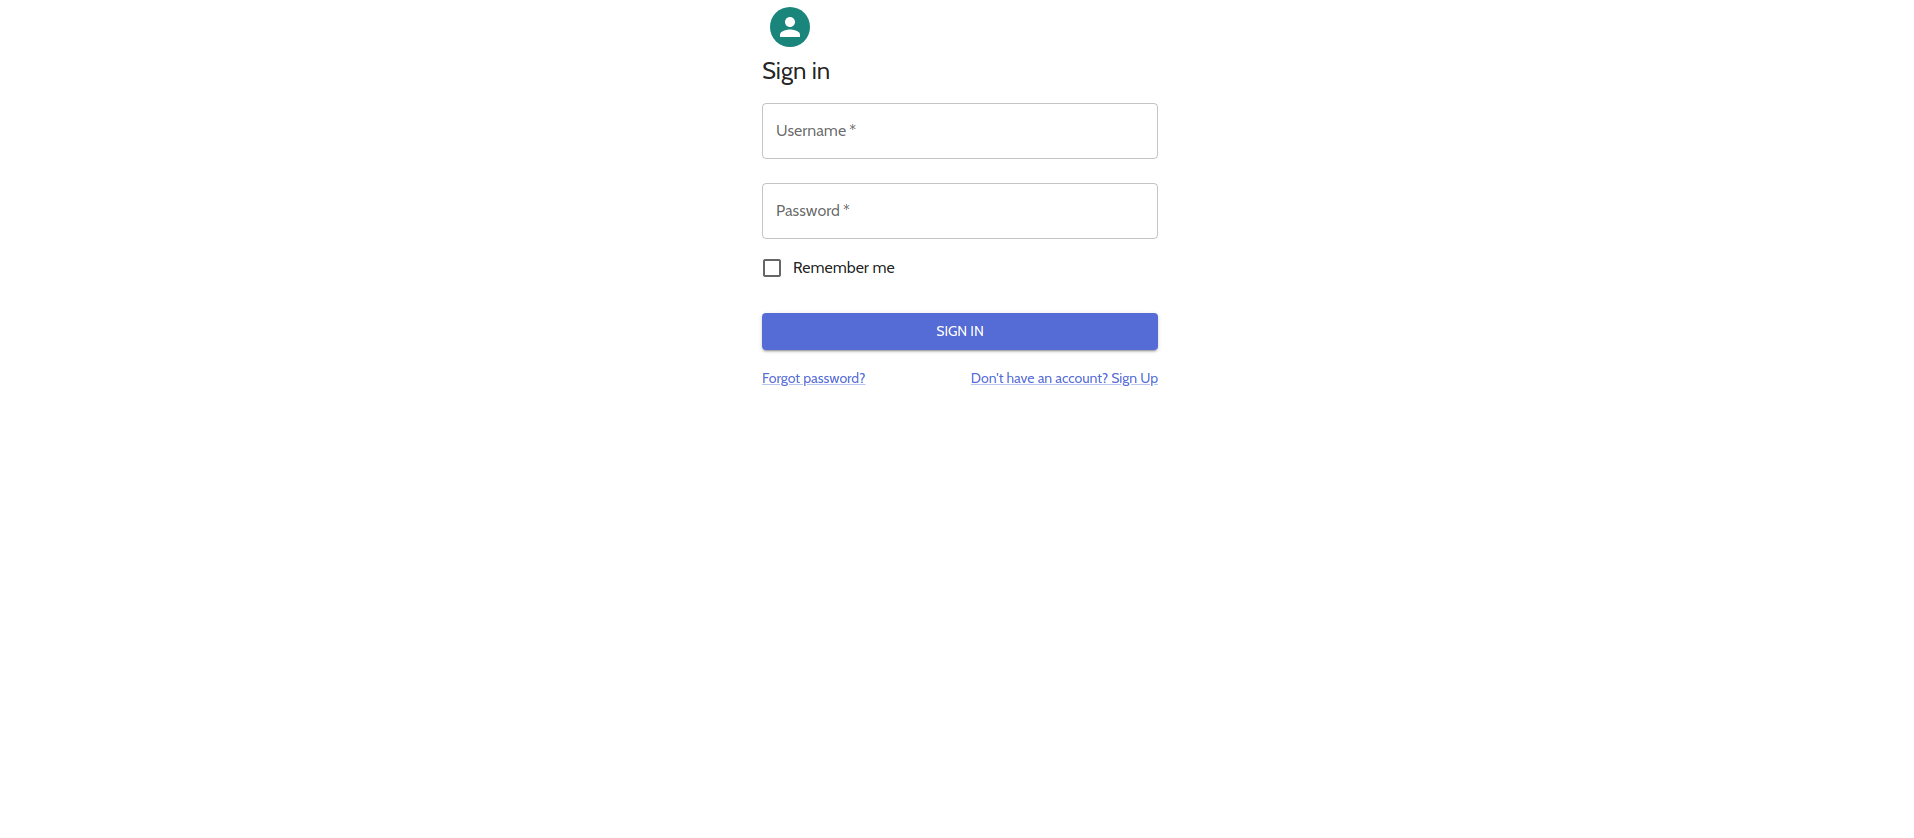 Sign in
Username *
Password *
Remember me
SIGN IN
Forgot password? Don't have an account? Sign Up